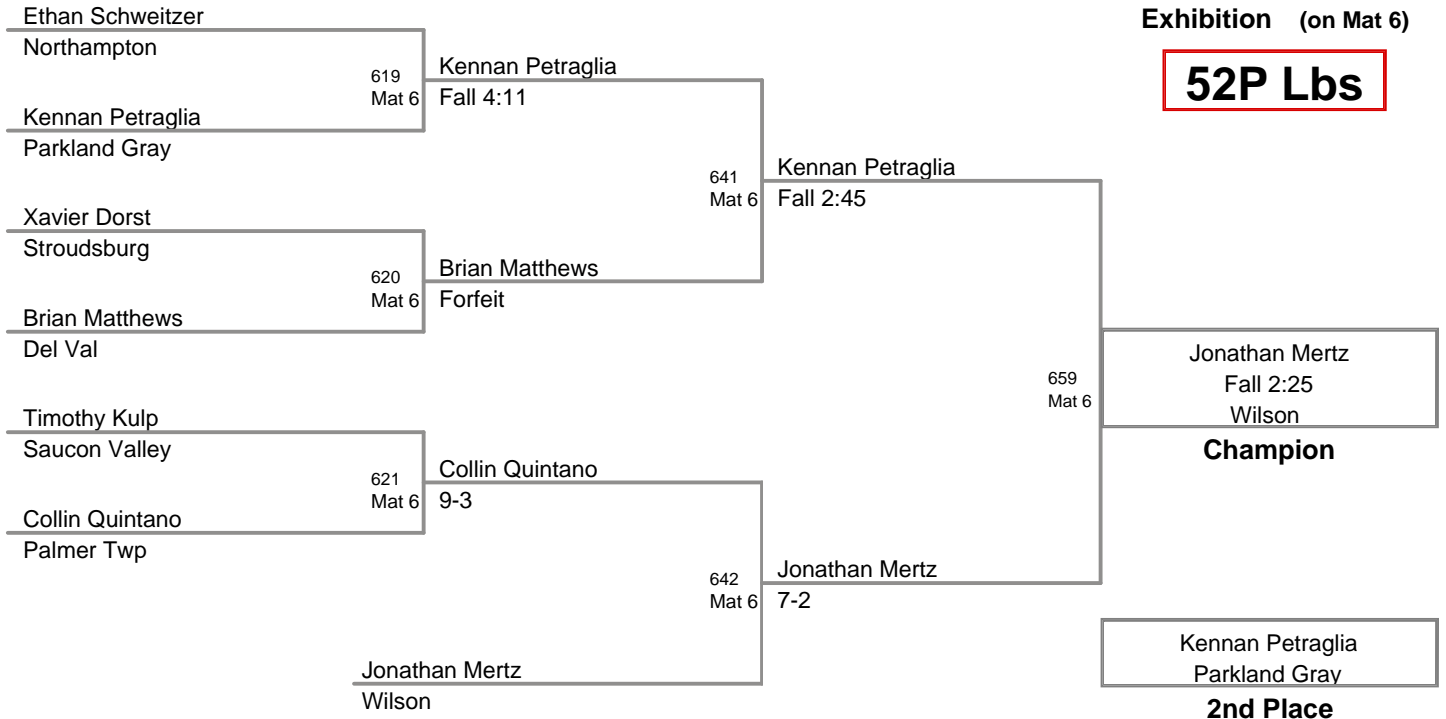 Exhibition (on Mat 6)
52P Lbs
Ethan Schweitzer
Northampton
619
Mat 6
Kennan Petraglia
Fall 4:11
Kennan Petraglia
Parkland Gray
641
Mat 6
Kennan Petraglia
Fall 2:45
Xavier Dorst
Stroudsburg
620
Mat 6
Brian Matthews
Forfeit
Brian Matthews
Del Val
659
Mat 6
Jonathan Mertz
Fall 2:25
Wilson
Champion
Timothy Kulp
Saucon Valley
621
Mat 6
Collin Quintano
9-3
Collin Quintano
Palmer Twp
642
Mat 6
Jonathan Mertz
7-2
Jonathan Mertz
Wilson
Kennan Petraglia
Parkland Gray
2nd Place